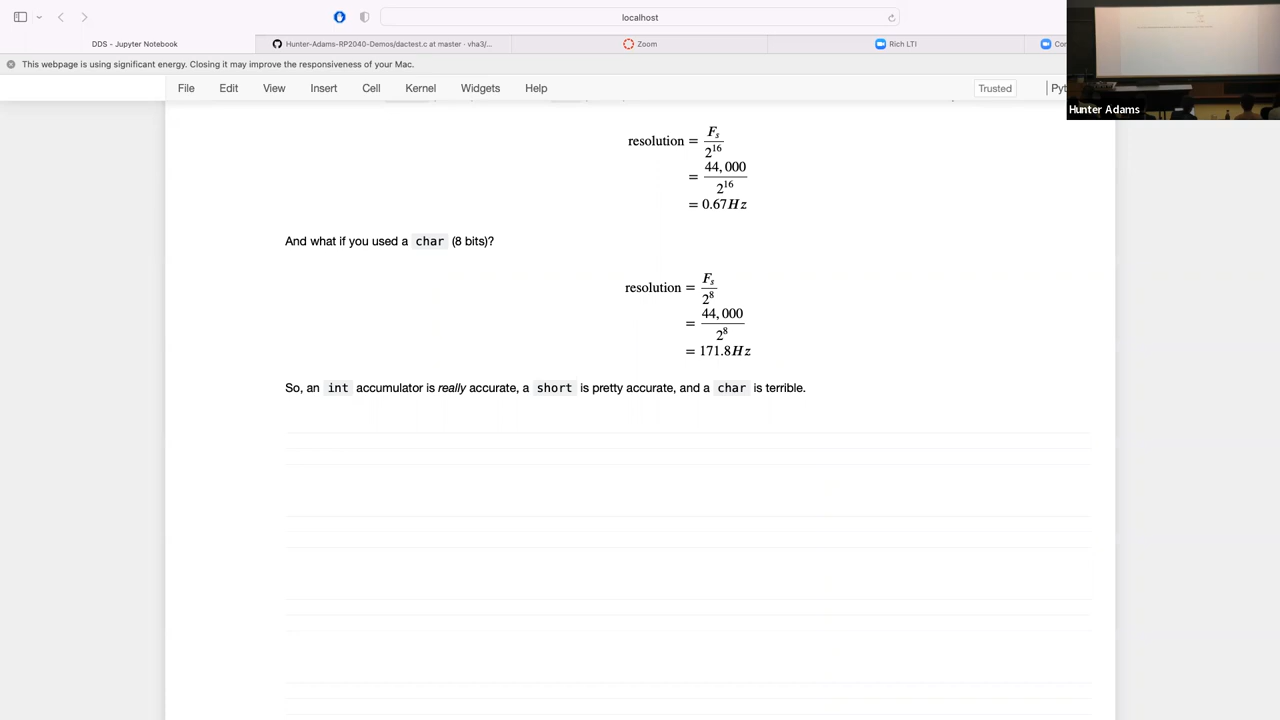 localhost
DDS - Jupyter Notebook
Hunter-Adams-RP2040-Demos/dactest.c at master · vha3/...
Zoom
Rich LTI
This webpage is using significant energy. Closing it may improve the responsiveness of your Mac.
File Edit View Insert Cell Kernel Widgets Help
Trusted
Hunter Adams
resolution = F_s / 2^16
= 44,000 / 2^16
= 0.67Hz
And what if you used a char (8 bits)?
resolution = F_s / 2^8
= 44,000 / 2^8
= 171.8Hz
So, an int accumulator is really accurate, a short is pretty accurate, and a char is terrible.